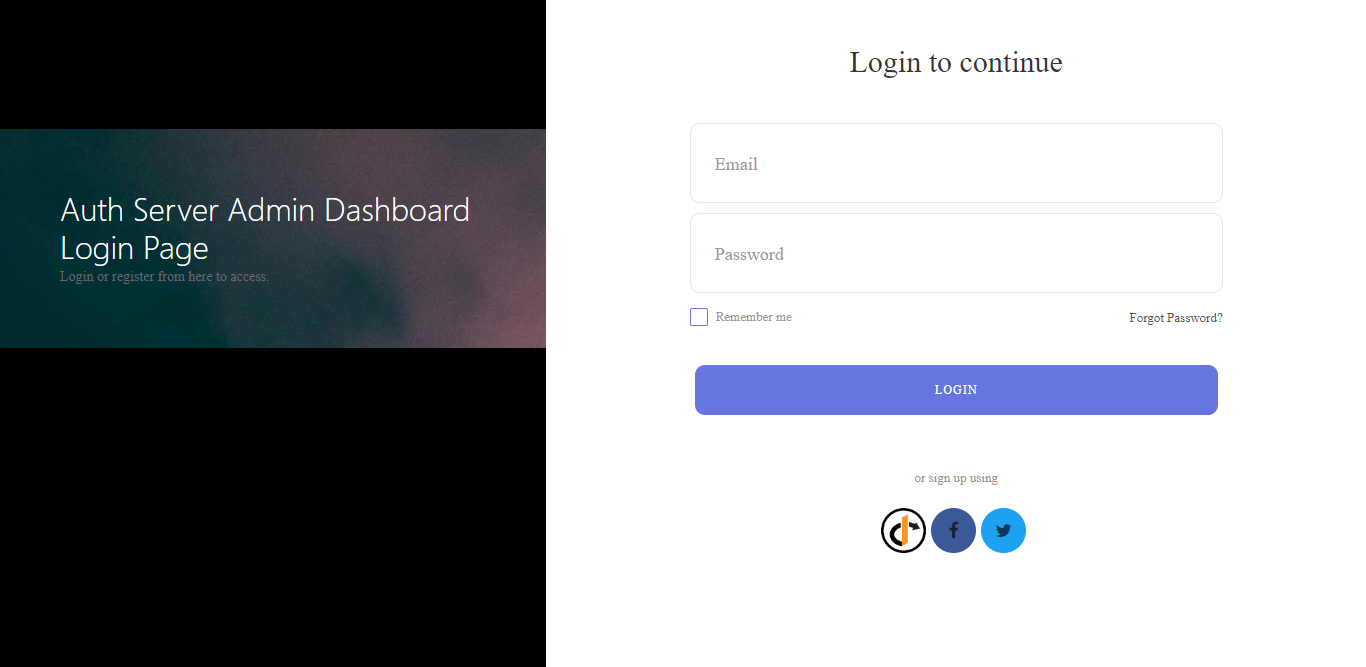 Auth Server Admin Dashboard
Login Page
Login or register from here to access.
Login to continue
Email
Password
Remember me
Forgot Password?
LOGIN
or sign up using